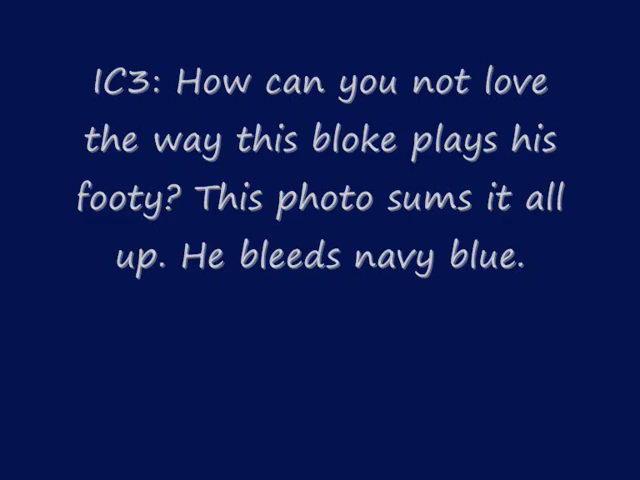 IC3: How can you not love
the way this bloke plays his
footy? This photo sums it all
up. He bleeds navy blue.